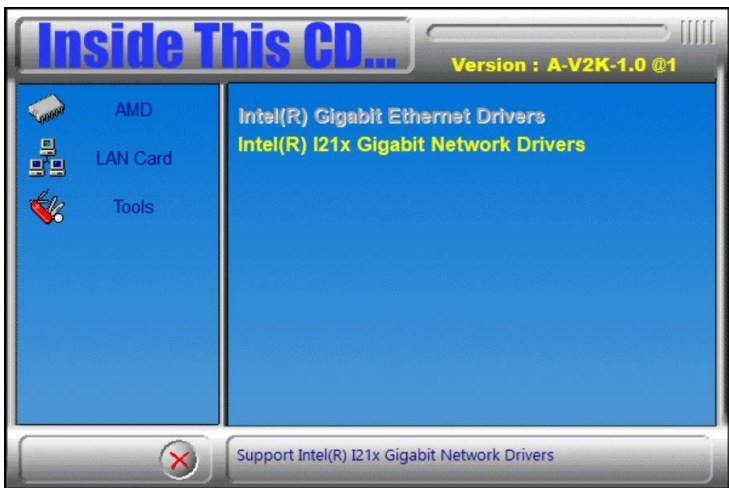 Inside This CD...
Version : A-V2K-1.0 @1
AMD
LAN Card
Tools
Intel(R) Gigabit Ethernet Drivers
Intel(R) I21x Gigabit Network Drivers
Support Intel(R) I21x Gigabit Network Drivers